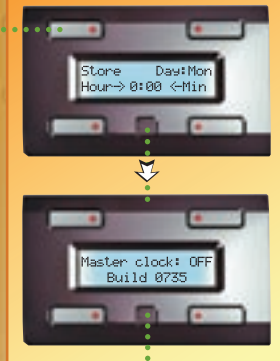 Store Day:Mon
Hour-> 0:00 <-Min
Master clock: OFF
Build 0735